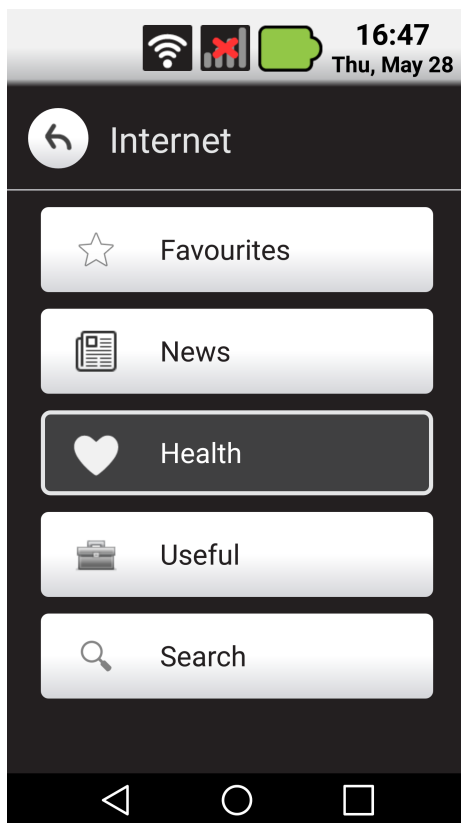 16:47
Thu, May 28
Internet
Favourites
News
Health
Useful
Search